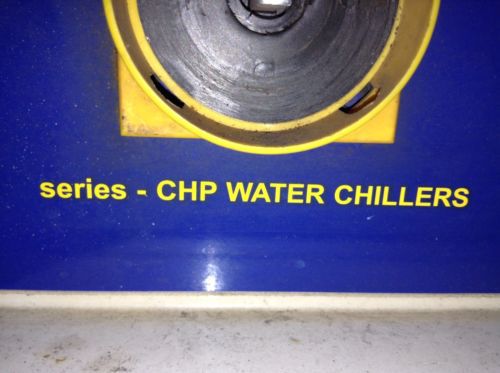 series - CHP WATER CHILLERS